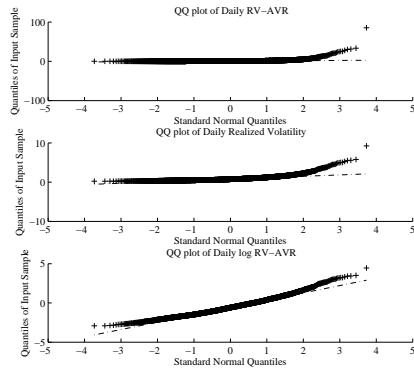 QQ plot of Daily RV−AVR
Quantiles of Input Sample
100
0
−100
−5 −4 −3 −2 −1 0 1 2 3 4 5
Standard Normal Quantiles
QQ plot of Daily Realized Volatility
Quantiles of Input Sample
10
0
−10
−5 −4 −3 −2 −1 0 1 2 3 4 5
Standard Normal Quantiles
QQ plot of Daily log RV−AVR
Quantiles of Input Sample
5
0
−5
−5 −4 −3 −2 −1 0 1 2 3 4 5
Standard Normal Quantiles